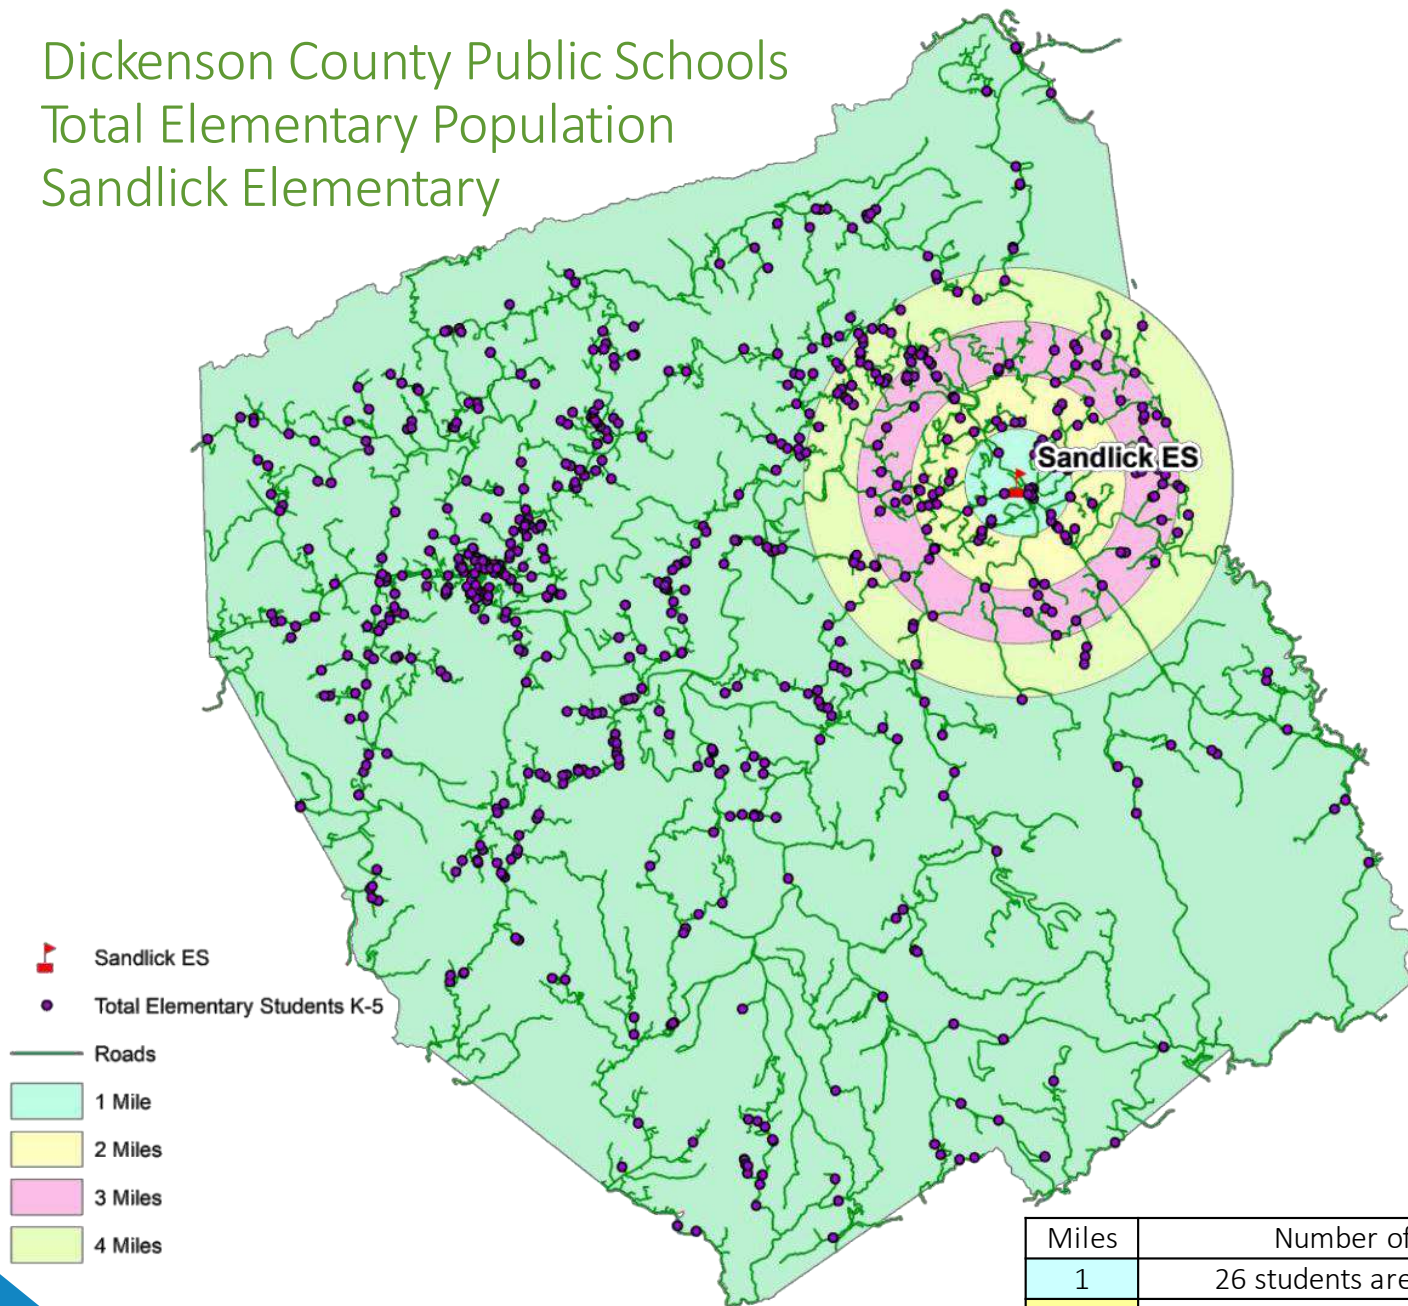 Dickenson County Public Schools
Total Elementary Population
Sandlick Elementary
Sandlick ES
Sandlick ES
Total Elementary Students K-5
Roads
1 Mile
2 Miles
3 Miles
4 Miles
Miles Number of
1 26 students are